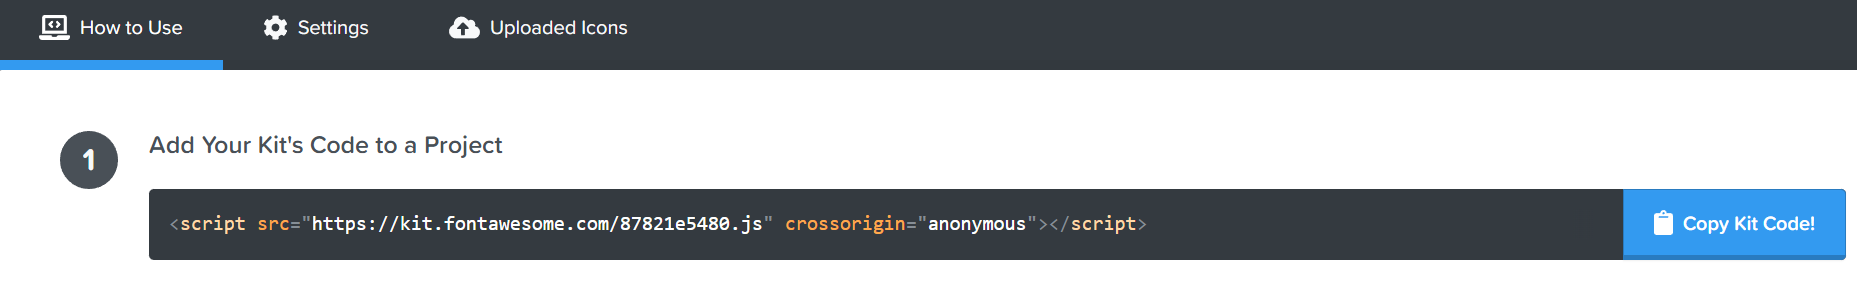 How to Use
Settings
Uploaded Icons
1
Add Your Kit's Code to a Project
<script src="https://kit.fontawesome.com/87821e5480.js" crossorigin="anonymous"></script>
Copy Kit Code!